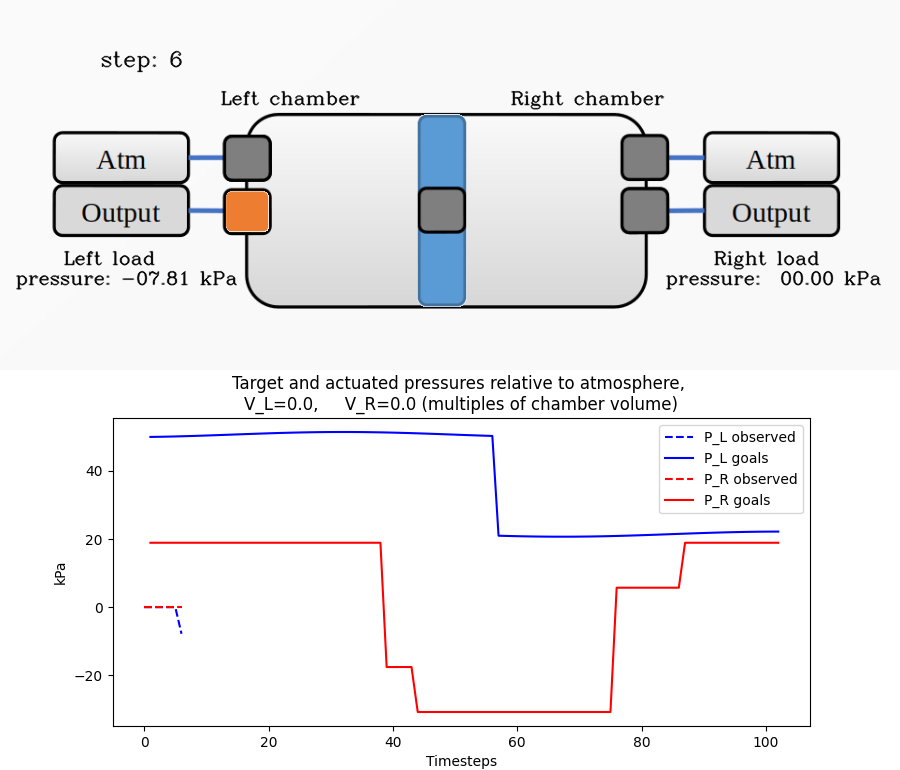 step: 6
Left chamber
Right chamber
Atm
Atm
Output
Output
Left load
pressure: −07.81 kPa
Right load
pressure:  00.00 kPa
Target and actuated pressures relative to atmosphere,
V_L=0.0,     V_R=0.0 (multiples of chamber volume)
P_L observed
P_L goals
P_R observed
P_R goals
kPa
40
20
0
−20
0
20
40
60
80
100
Timesteps